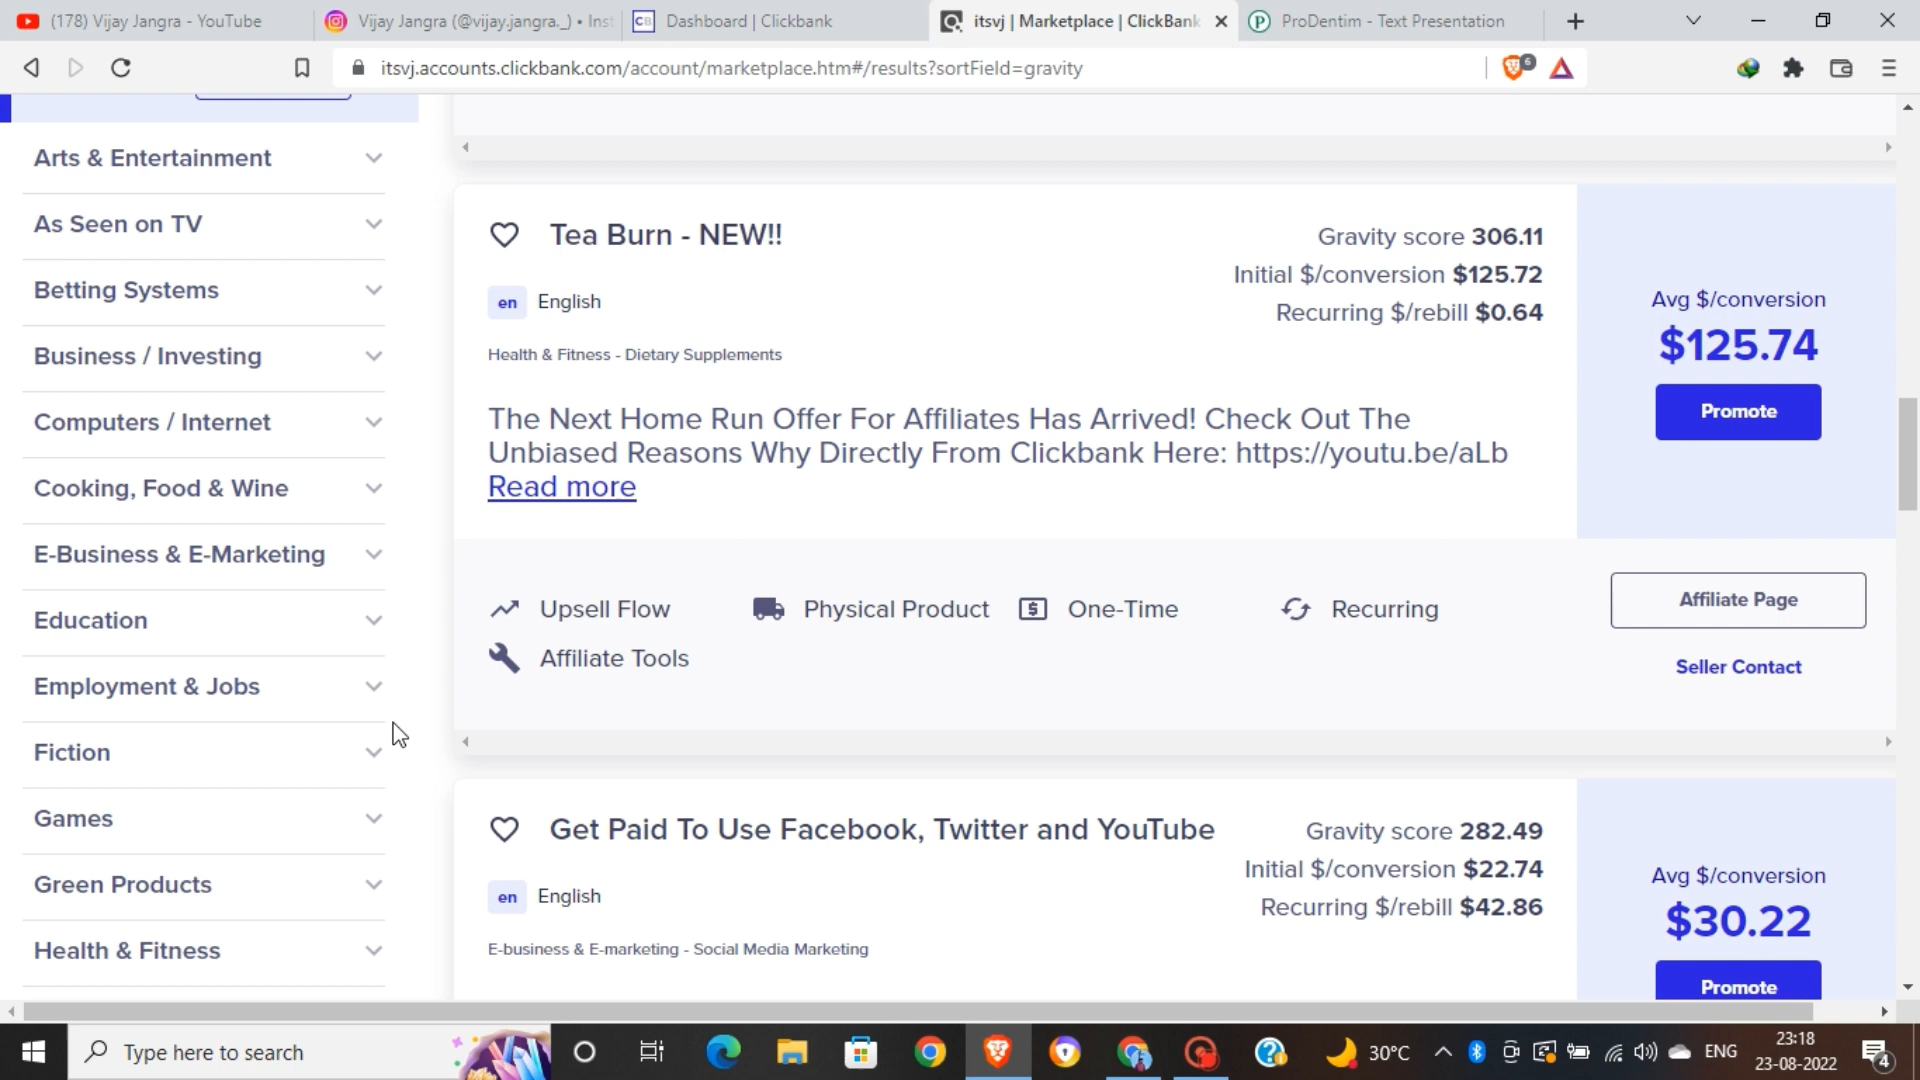 (178) Vijay Jangra - YouTube
Vijay Jangra (@vijay.jangra._) • Inst
CB Dashboard | Clickbank
itsvj | Marketplace | ClickBank
ProDentim - Text Presentation
itsvj.accounts.clickbank.com/account/marketplace.htm#/results?sortField=gravity
6
Arts & Entertainment
As Seen on TV
Betting Systems
Business / Investing
Computers / Internet
Cooking, Food & Wine
E-Business & E-Marketing
Education
Employment & Jobs
Fiction
Games
Green Products
Health & Fitness
Tea Burn - NEW!!
en English
Health & Fitness - Dietary Supplements
Gravity score 306.11
Initial $/conversion $125.72
Recurring $/rebill $0.64
The Next Home Run Offer For Affiliates Has Arrived! Check Out The
Unbiased Reasons Why Directly From Clickbank Here: https://youtu.be/aLb
Read more
Avg $/conversion
$125.74
Promote
Upsell Flow
Physical Product
One-Time
Recurring
Affiliate Tools
Affiliate Page
Seller Contact
Get Paid To Use Facebook, Twitter and YouTube
en English
E-business & E-marketing - Social Media Marketing
Gravity score 282.49
Initial $/conversion $22.74
Recurring $/rebill $42.86
Avg $/conversion
$30.22
Promote
Type here to search
30°C
ENG
23:18
23-08-2022
4